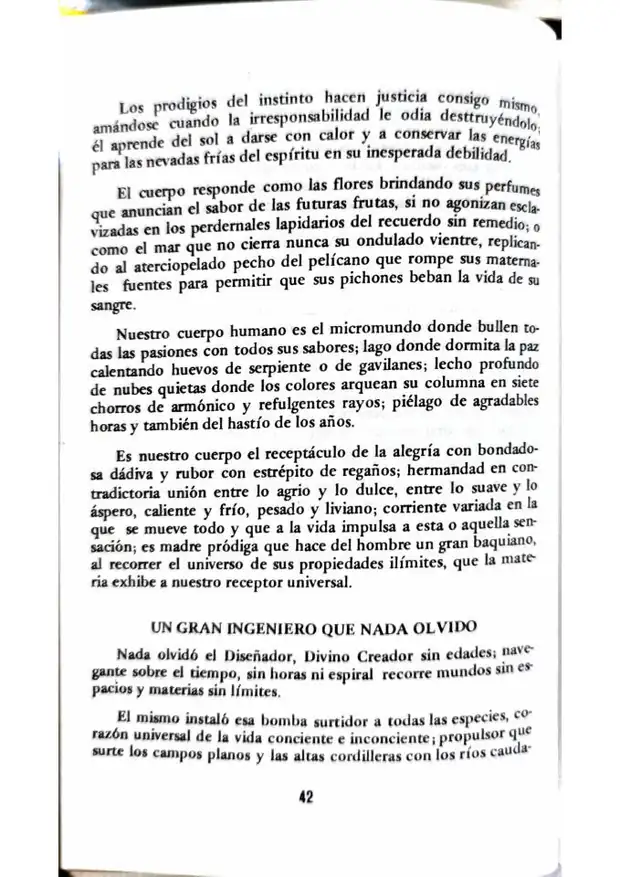 Los prodigios del instinto hacen justicia consigo mismo,
amándose cuando la irresponsabilidad le odia desttruyéndolo;
él aprende del sol a darse con calor y a conservar las energías
para las nevadas frías del espíritu en su inesperada debilidad.
El cuerpo responde como las flores brindando sus perfumes
que anuncian el sabor de las futuras frutas, si no agonizan escla-
vizadas en los perdernales lapidarios del recuerdo sin remedio; o
como el mar que no cierra nunca su ondulado vientre, replican-
do al aterciopelado pecho del pelícano que rompe sus materna-
les fuentes para permitir que sus pichones beban la vida de su
sangre.
Nuestro cuerpo humano es el micromundo donde bullen to-
das las pasiones con todos sus sabores; lago donde dormita la paz
calentando huevos de serpiente o de gavilanes; lecho profundo
de nubes quietas donde los colores arquean su columna en siete
chorros de armónico y refulgentes rayos; piélago de agradables
horas y también del hastío de los años.
Es nuestro cuerpo el receptáculo de la alegría con bondado-
sa dádiva y rubor con estrépito de regaños; hermandad en con-
tradictoria unión entre lo agrio y lo dulce, entre lo suave y lo
áspero, caliente y frío, pesado y liviano; corriente variada en la
que se mueve todo y que a la vida impulsa a esta o aquella sen-
sación; es madre pródiga que hace del hombre un gran baquiano,
al recorrer el universo de sus propiedades ilímites, que la mate-
ria exhibe a nuestro receptor universal.
UN GRAN INGENIERO QUE NADA OLVIDO
Nada olvidó el Diseñador, Divino Creador sin edades; nave-
gante sobre el tiempo, sin horas ni espiral recorre mundos sin es-
pacios y materias sin límites.
El mismo instaló esa bomba surtidor a todas las especies, co-
razón universal de la vida conciente e inconciente; propulsor que
surte los campos planos y las altas cordilleras con los ríos cauda-
42